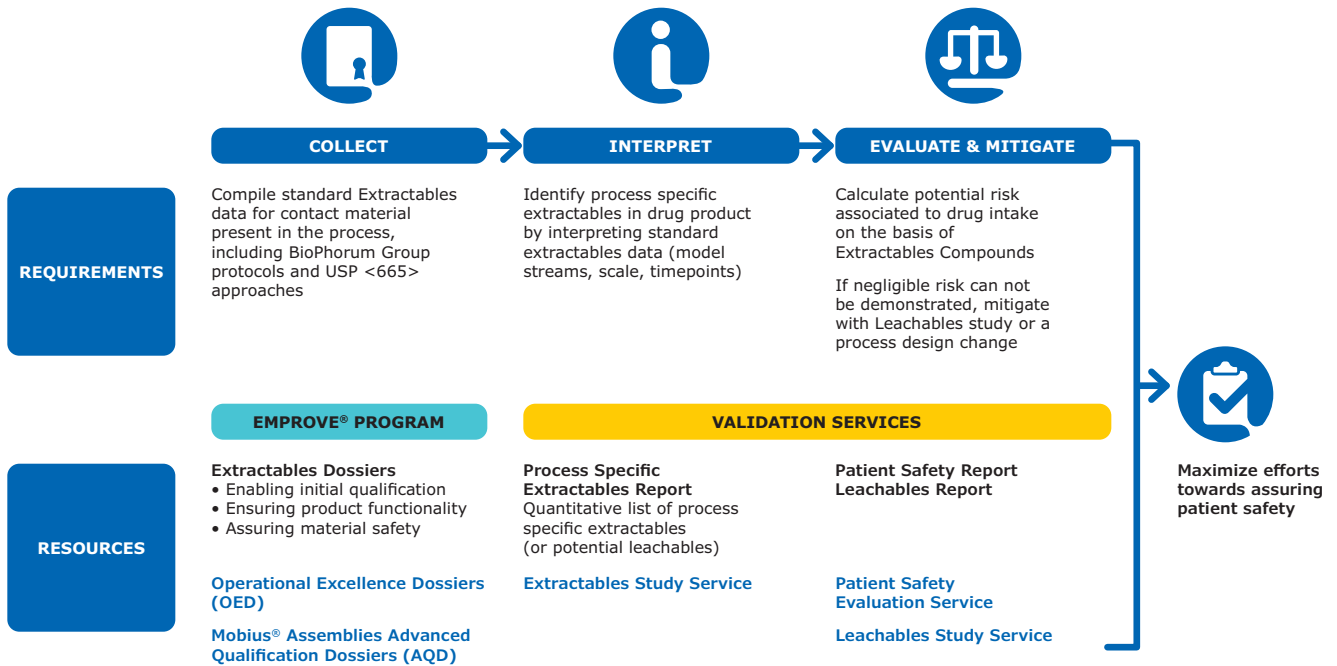 COLLECT
INTERPRET
EVALUATE & MITIGATE
REQUIREMENTS
Compile standard Extractables
data for contact material
present in the process,
including BioPhorum Group
protocols and USP <665>
approaches
Identify process specific
extractables in drug product
by interpreting standard
extractables data (model
streams, scale, timepoints)
Calculate potential risk
associated to drug intake
on the basis of
Extractables Compounds
If negligible risk can not
be demonstrated, mitigate
with Leachables study or a
process design change
EMPROVE® PROGRAM
VALIDATION SERVICES
RESOURCES
Extractables Dossiers
• Enabling initial qualification
• Ensuring product functionality
• Assuring material safety
Operational Excellence Dossiers
(OED)
Mobius® Assemblies Advanced
Qualification Dossiers (AQD)
Process Specific
Extractables Report
Quantitative list of process
specific extractables
(or potential leachables)
Extractables Study Service
Patient Safety Report
Leachables Report
Patient Safety
Evaluation Service
Leachables Study Service
Maximize efforts
towards assuring
patient safety